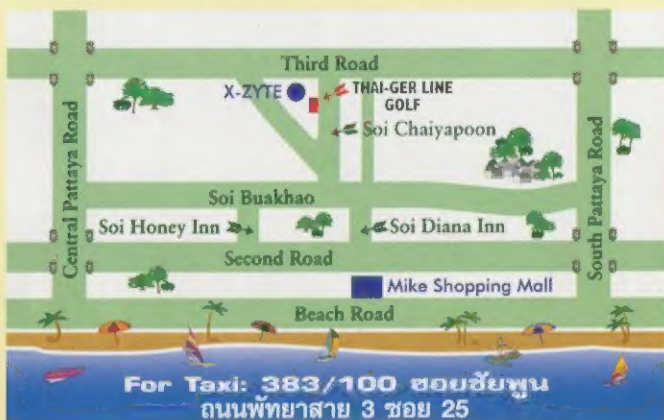 Third Road
X-ZYTE
THAI-GER LINE
GOLF
Soi Chaiyapoon
Central Pattaya Road
South Pattaya Road
Soi Buakhao
Soi Honey Inn
Soi Diana Inn
Second Road
Mike Shopping Mall
Beach Road
For Taxi: 383/100 ซอยชัยพูน
ถนนพัทยาสาย 3 ซอย 25